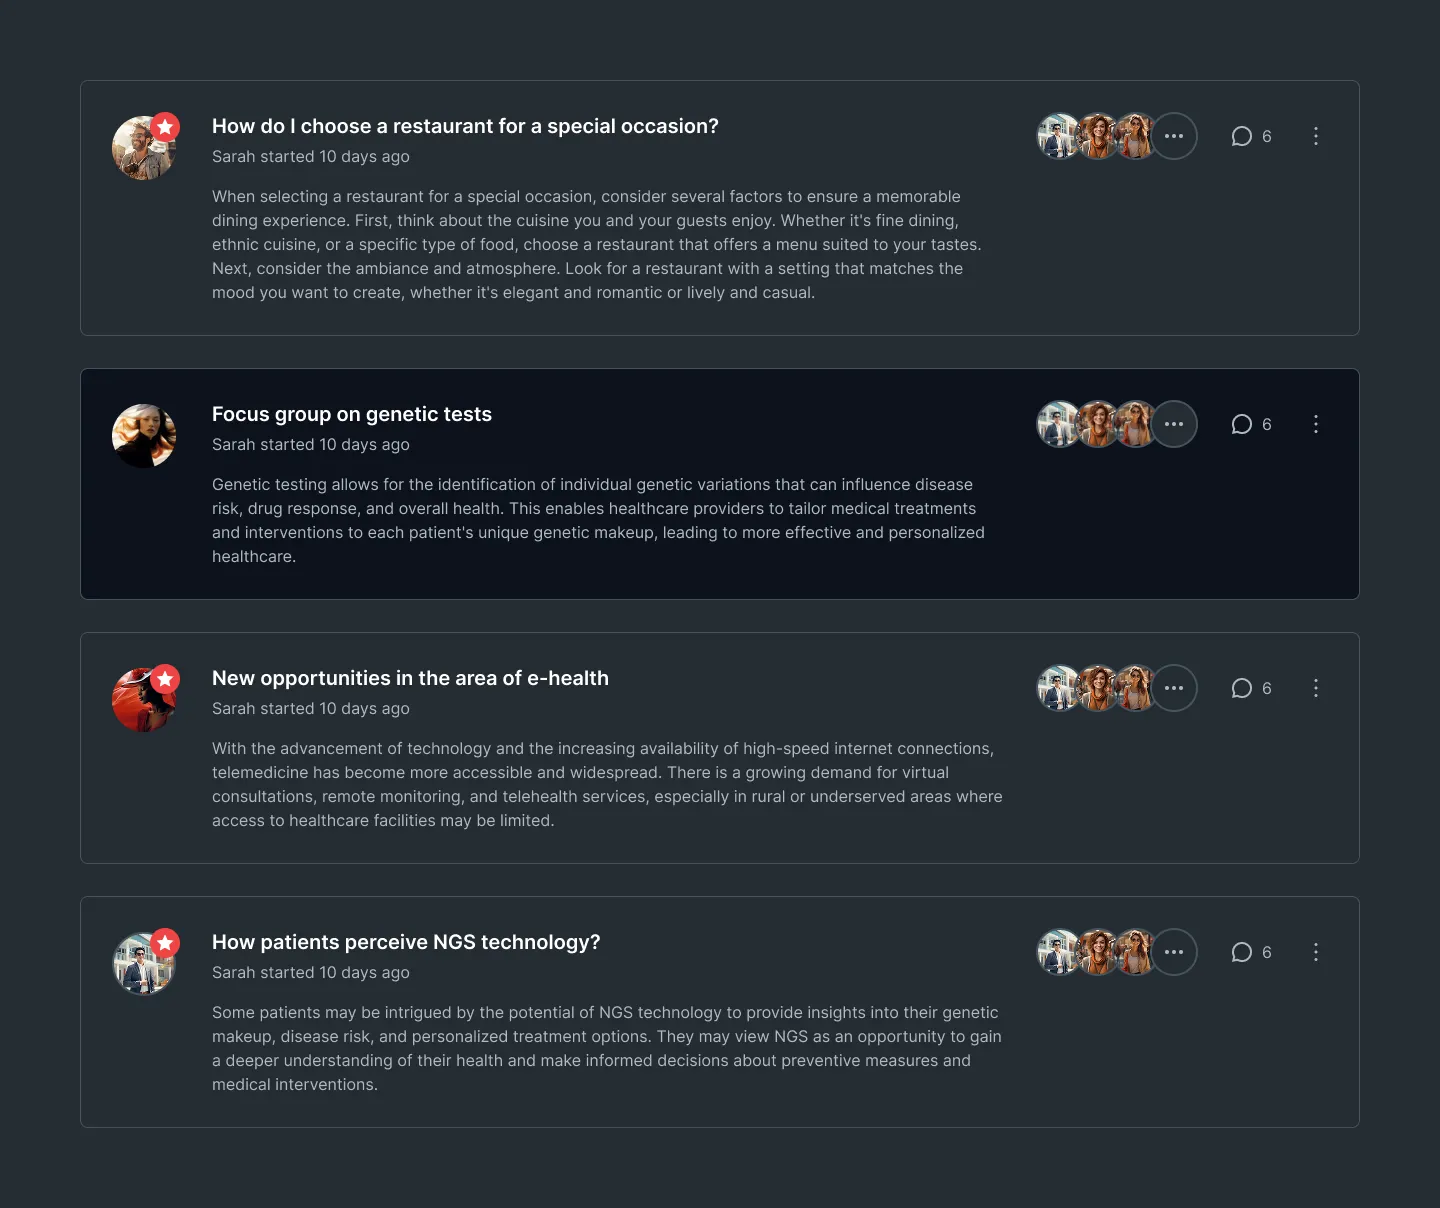 How do I choose a restaurant for a special occasion?
6
Sarah started 10 days ago
When selecting a restaurant for a special occasion, consider several factors to ensure a memorable
dining experience. First, think about the cuisine you and your guests enjoy. Whether it's fine dining,
ethnic cuisine, or a specific type of food, choose a restaurant that offers a menu suited to your tastes.
Next, consider the ambiance and atmosphere. Look for a restaurant with a setting that matches the
mood you want to create, whether it's elegant and romantic or lively and casual.
Focus group on genetic tests
6
Sarah started 10 days ago
Genetic testing allows for the identification of individual genetic variations that can influence disease
risk, drug response, and overall health. This enables healthcare providers to tailor medical treatments
and interventions to each patient's unique genetic makeup, leading to more effective and personalized
healthcare.
New opportunities in the area of e-health
6
Sarah started 10 days ago
With the advancement of technology and the increasing availability of high-speed internet connections,
telemedicine has become more accessible and widespread. There is a growing demand for virtual
consultations, remote monitoring, and telehealth services, especially in rural or underserved areas where
access to healthcare facilities may be limited.
How patients perceive NGS technology?
6
Sarah started 10 days ago
Some patients may be intrigued by the potential of NGS technology to provide insights into their genetic
makeup, disease risk, and personalized treatment options. They may view NGS as an opportunity to gain
a deeper understanding of their health and make informed decisions about preventive measures and
medical interventions.